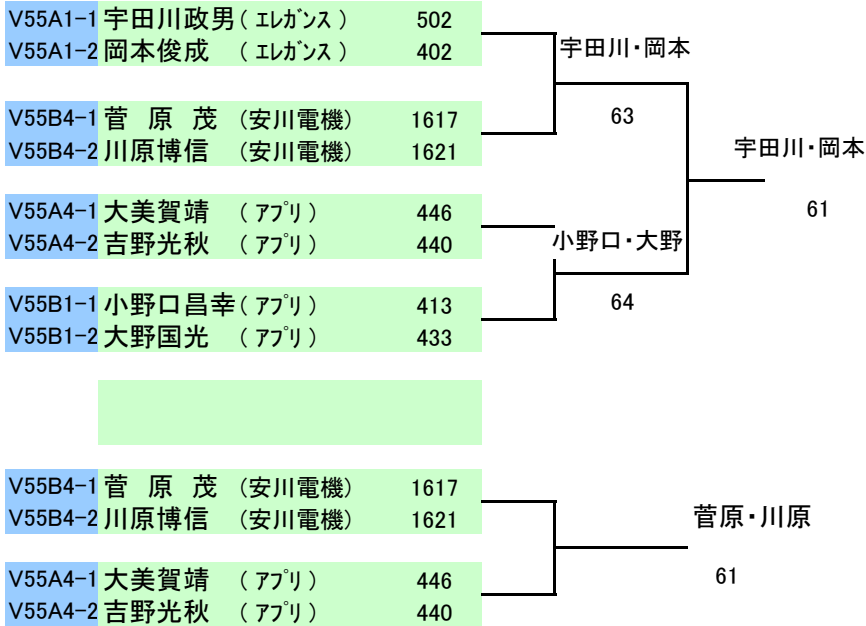 V55A1-1 宇田川政男 ( ｴﾚｶﾞﾝｽ ) 502
V55A1-2 岡本俊成 ( ｴﾚｶﾞﾝｽ ) 402
宇田川・岡本
V55B4-1 菅 原 茂 (安川電機) 1617
63
V55B4-2 川原博信 (安川電機) 1621
宇田川・岡本
V55A4-1 大美賀靖 ( ｱﾌﾟﾘ ) 446
61
V55A4-2 吉野光秋 ( ｱﾌﾟﾘ ) 440
小野口・大野
V55B1-1 小野口昌幸 ( ｱﾌﾟﾘ ) 413
64
V55B1-2 大野国光 ( ｱﾌﾟﾘ ) 433
V55B4-1 菅 原 茂 (安川電機) 1617
V55B4-2 川原博信 (安川電機) 1621
菅原・川原
V55A4-1 大美賀靖 ( ｱﾌﾟﾘ ) 446
61
V55A4-2 吉野光秋 ( ｱﾌﾟﾘ ) 440